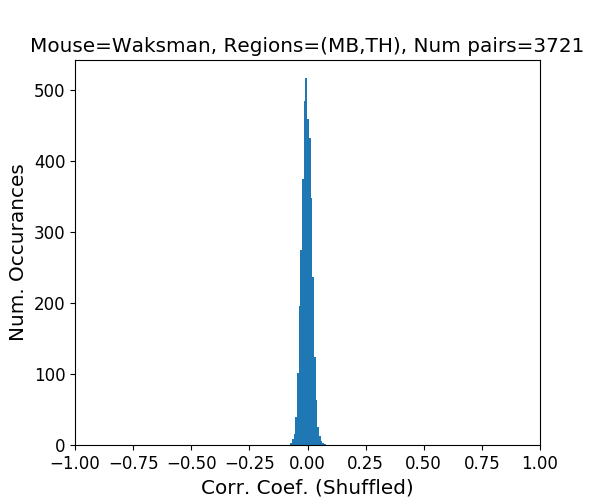 Mouse=Waksman, Regions=(MB,TH), Num pairs=3721
Num. Occurances
500
400
300
200
100
0
−1.00 −0.75 −0.50 −0.25 0.00 0.25 0.50 0.75 1.00
Corr. Coef. (Shuffled)